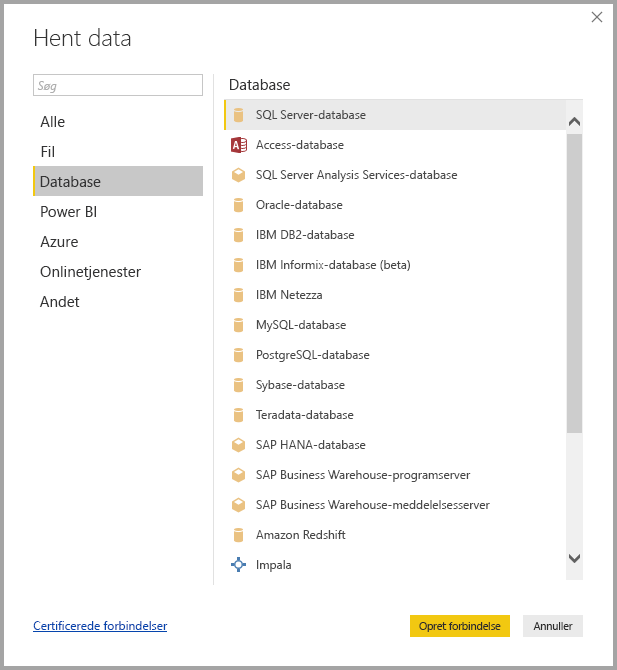 Hent data
Søg
Alle
Fil
Database
Power BI
Azure
Onlinetjenester
Andet
Database
SQL Server-database
Access-database
SQL Server Analysis Services-database
Oracle-database
IBM DB2-database
IBM Informix-database (beta)
IBM Netezza
MySQL-database
PostgreSQL-database
Sybase-database
Teradata-database
SAP HANA-database
SAP Business Warehouse-programserver
SAP Business Warehouse-meddelelsesserver
Amazon Redshift
Impala
Certificerede forbindelser
Opret forbindelse
Annuller